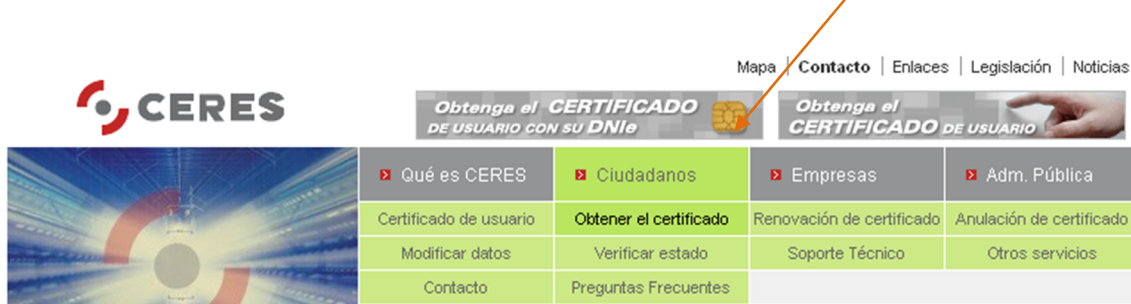 Mapa | Contacto | Enlaces | Legislación | Noticias
CERES
Obtenga el CERTIFICADO
DE USUARIO CON SU DNIe
Obtenga el
CERTIFICADO DE USUARIO
Qué es CERES Ciudadanos Empresas Adm. Pública
Certificado de usuario Obtener el certificado Renovación de certificado Anulación de certificado
Modificar datos Verificar estado Soporte Técnico Otros servicios
Contacto Preguntas Frecuentes